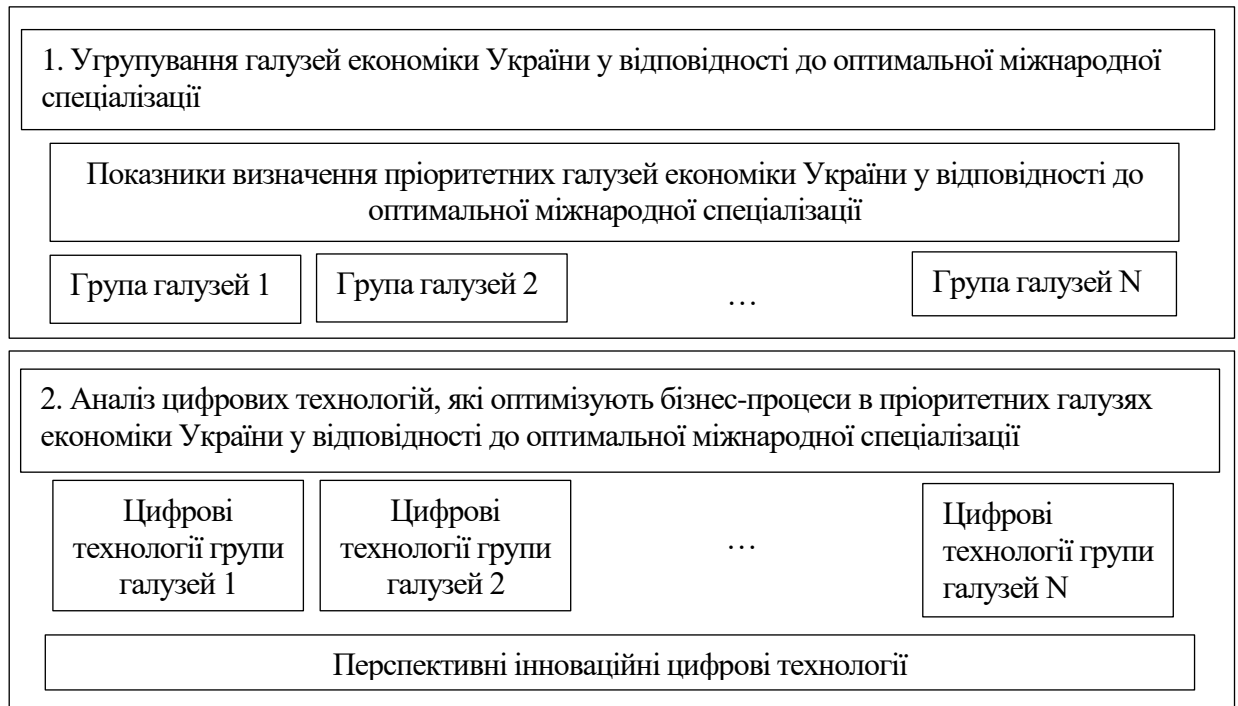 1. Угрупування галузей економіки України у відповідності до оптимальної міжнародної
спеціалізації
Показники визначення пріоритетних галузей економіки України у відповідності до
оптимальної міжнародної спеціалізації
Група галузей 1
Група галузей 2
…
Група галузей N
2. Аналіз цифрових технологій, які оптимізують бізнес-процеси в пріоритетних галузях
економіки України у відповідності до оптимальної міжнародної спеціалізації
Цифрові
технології групи
галузей 1
Цифрові
технології групи
галузей 2
…
Цифрові
технології групи
галузей N
Перспективні інноваційні цифрові технології